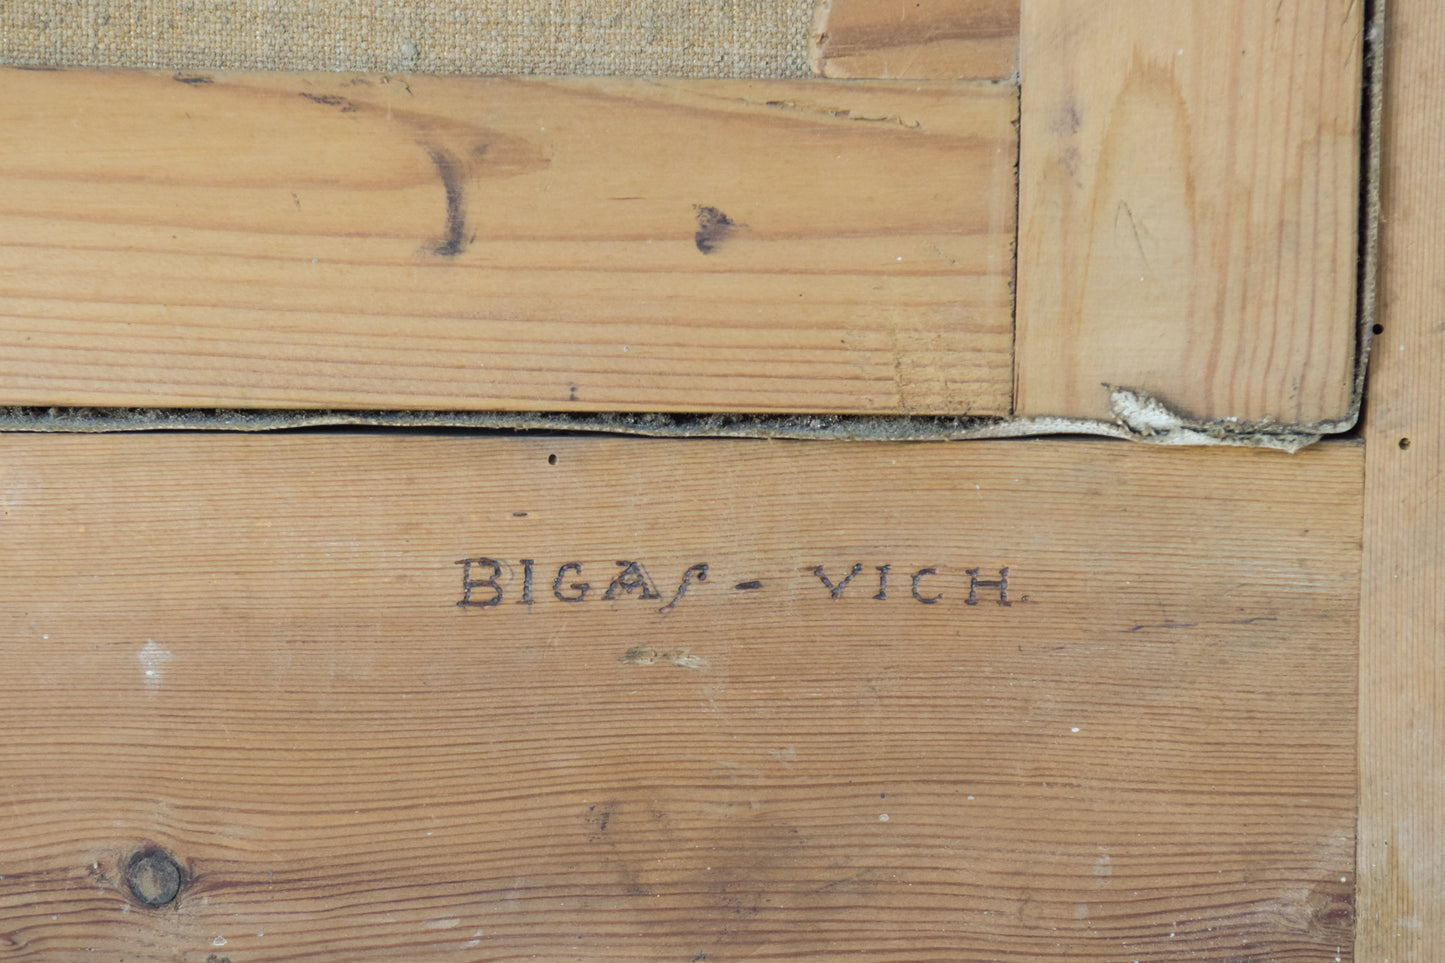 BIGAS - VICH.